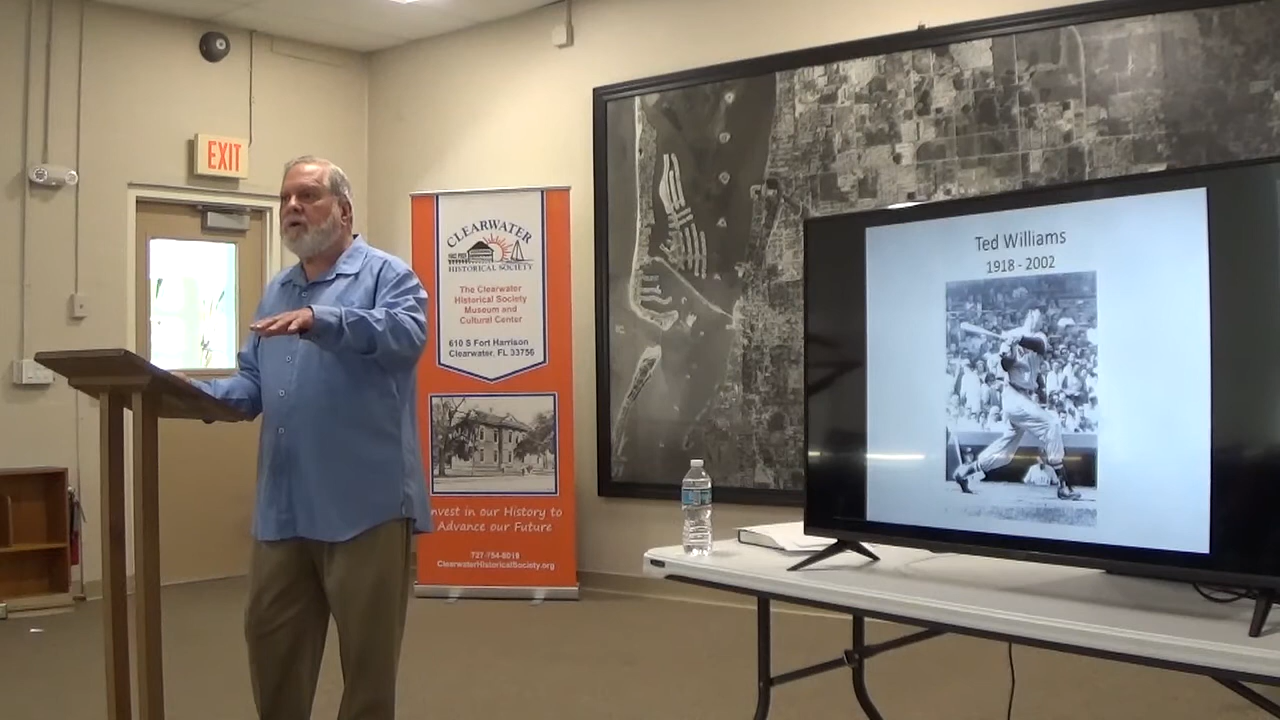 EXIT
CLEARWATER
HISTORICAL SOCIETY
The Clearwater
Historical Society
Museum and
Cultural Center
610 S Fort Harrison
Clearwater, FL 33756
Invest in our History to
Advance our Future
727-754-8019
ClearwaterHistoricalSociety.org
Ted Williams
1918 - 2002